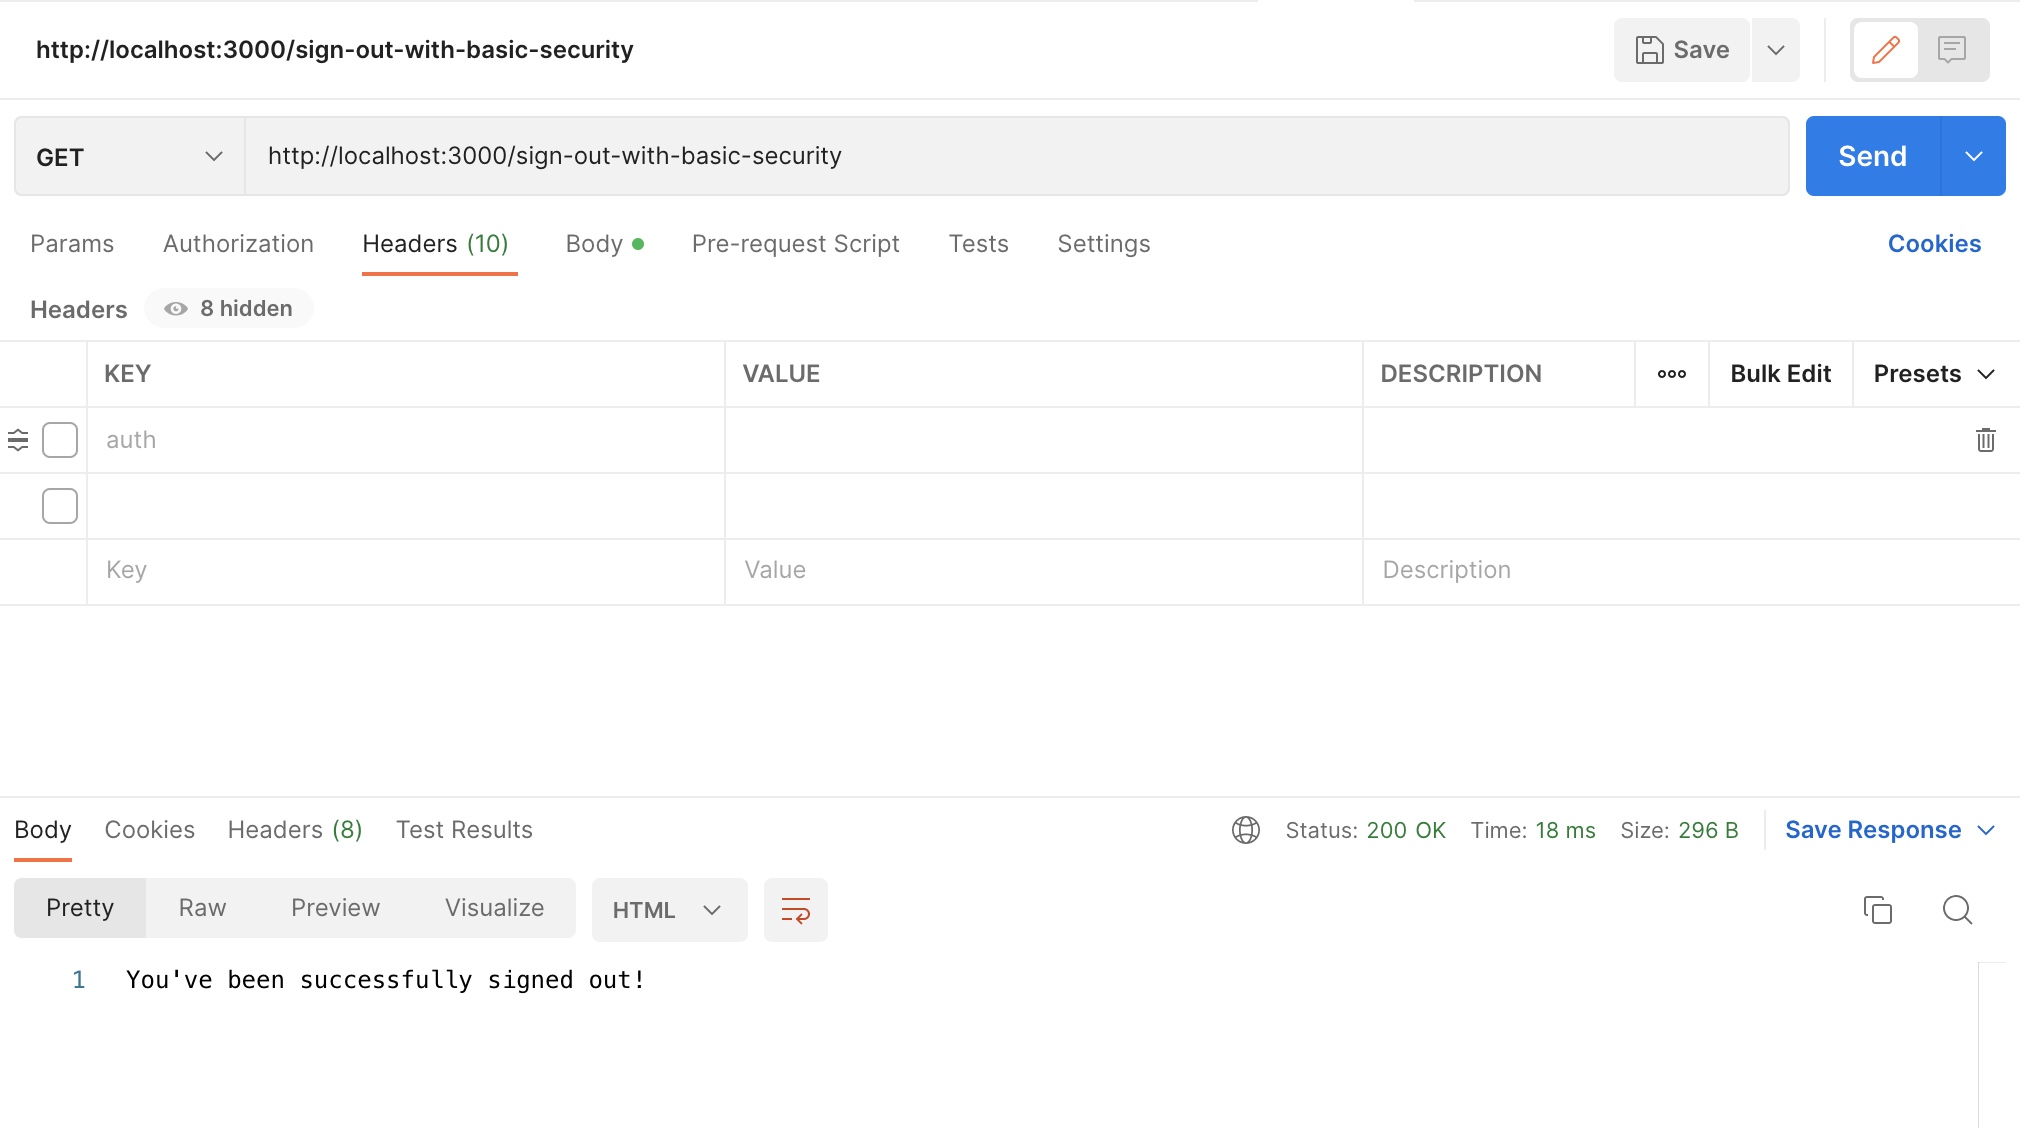 http://localhost:3000/sign-out-with-basic-security
Save
GET
http://localhost:3000/sign-out-with-basic-security
Send
Params Authorization Headers (10) Body Pre-request Script Tests Settings Cookies
Headers 8 hidden
KEY VALUE DESCRIPTION Bulk Edit Presets
auth
Key Value Description
Body Cookies Headers (8) Test Results Status: 200 OK Time: 18 ms Size: 296 B Save Response
Pretty Raw Preview Visualize HTML
1 You've been successfully signed out!